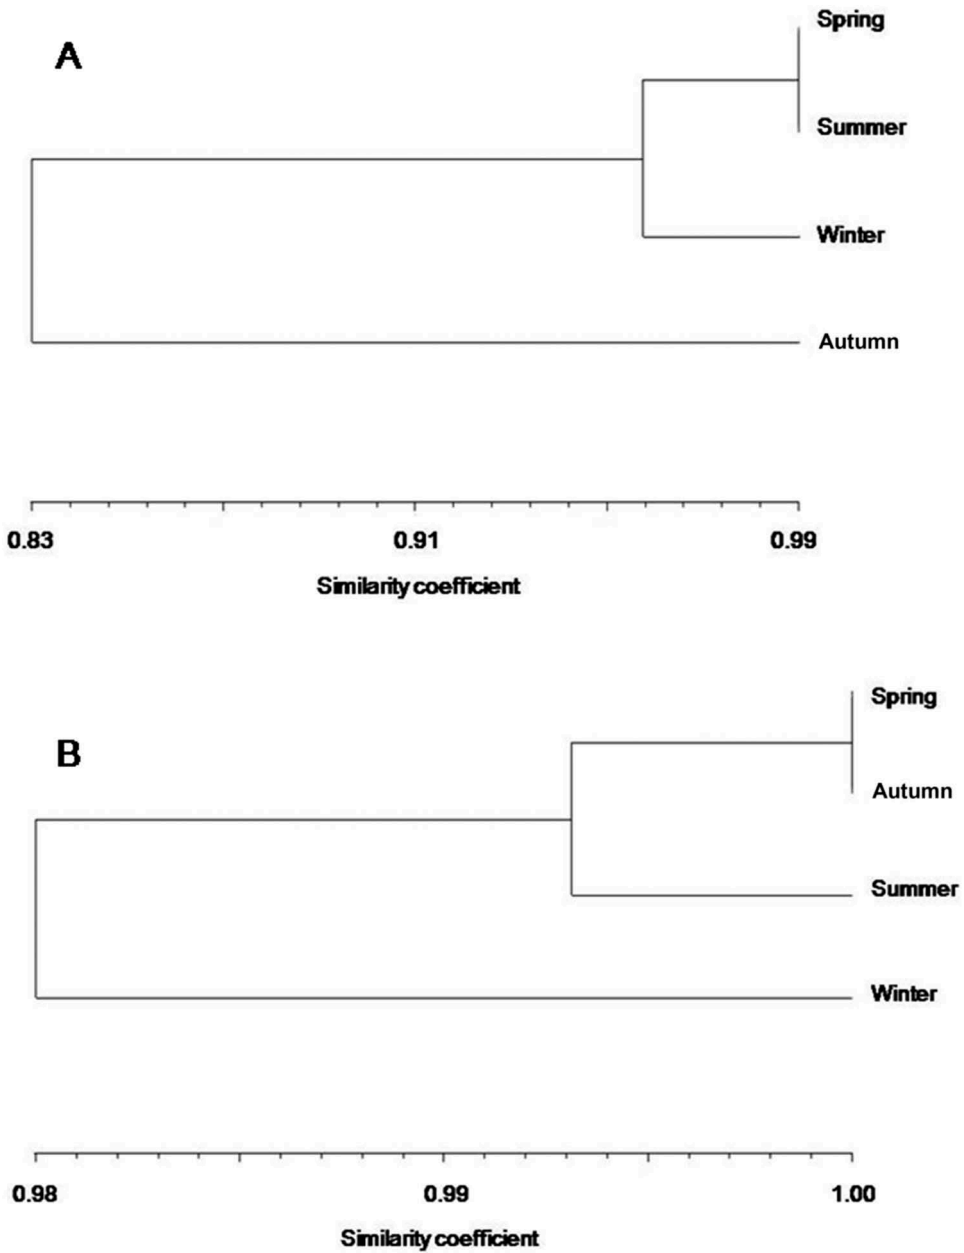 A
Spring
Summer
Winter
Autumn
0.83 0.91 0.99
Similarity coefficient
B
Spring
Autumn
Summer
Winter
0.98 0.99 1.00
Similarity coefficient